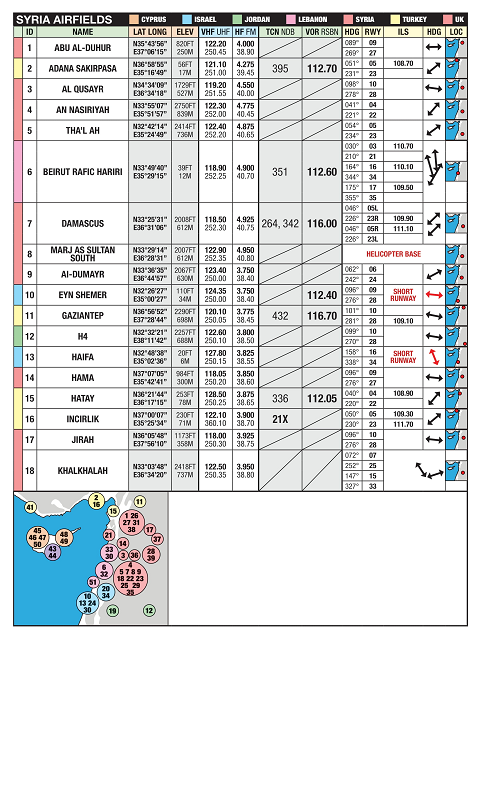 SYRIA AIRFIELDS CYPRUS ISRAEL JORDAN LEBANON SYRIA TURKEY UK
ID NAME LAT LONG ELEV VHF UHF HF FM TCN NDB VOR RSBN HDG RWY ILS HDG LOC
1 ABU AL-DUHUR N35°43'56" 820FT 122.20 4.000 089° 09
E37°06'15" 250M 250.45 38.90 269° 27
2 ADANA SAKIRPASA N36°58'55" 56FT 121.10 4.275 395 112.70 051° 05 108.70
E35°16'49" 17M 251.00 39.45 231° 23
3 AL QUSAYR N34°34'09" 1729FT 119.20 4.550 098° 10
E36°34'18" 527M 251.55 40.00 278° 28
4 AN NASIRIYAH N33°55'07" 2750FT 122.30 4.775 041° 04
E35°51'57" 839M 252.00 40.45 221° 22
5 THA'L AH N32°42'14" 2414FT 122.40 4.875 054° 05
E35°24'49" 736M 252.20 40.65 234° 23
6 BEIRUT RAFIC HARIRI N33°49'40" 39FT 118.90 4.900 351 112.60
E35°29'15" 12M 252.25 40.70
030° 03 110.70
210° 21
164° 16 110.10
344° 34
175° 17 109.50
355° 35
7 DAMASCUS N33°25'31" 2008FT 118.50 4.925 264, 342 116.00
E36°31'06" 612M 252.30 40.75
046° 05L
226° 23R 109.90
046° 05R 111.10
226° 23L
8 MARJ AS SULTAN SOUTH N33°29'14" 2007FT 122.90 4.950 HELICOPTER BASE
E36°28'31" 612M 252.35 40.80
9 Al-DUMAYR N33°36'35" 2067FT 123.40 3.750 062° 06
E36°44'57" 630M 250.00 38.40 242° 24
10 EYN SHEMER N32°26'27" 110FT 124.35 3.750 112.40 096° 09 SHORT RUNWAY
E35°00'27" 34M 250.00 38.40 276° 28
11 GAZIANTEP N36°56'52" 2290FT 120.10 3.775 432 116.70 101° 10
E37°28'44" 698M 250.05 38.45 281° 28 109.10
12 H4 N32°32'21" 2257FT 122.60 3.800 099° 10
E38°11'42" 688M 250.10 38.50 270° 28
13 HAIFA N32°48'38" 20FT 127.80 3.825 158° 16 SHORT RUNWAY
E35°02'36" 6M 250.15 38.55 338° 34
14 HAMA N37°07'05" 984FT 118.05 3.850 096° 09
E35°42'41" 300M 250.20 38.60 276° 27
15 HATAY N36°21'44" 253FT 128.50 3.875 336 112.05 040° 04 108.90
E36°17'15" 78M 250.25 38.65 220° 22
16 INCIRLIK N37°00'07" 230FT 122.10 3.900 21X 050° 05 109.30
E35°25'34" 71M 360.10 38.70 230° 23 111.70
17 JIRAH N36°05'48" 1173FT 118.00 3.925 096° 10
E37°56'10" 358M 250.30 38.75 276° 28
18 KHALKHALAH N33°03'48" 2418FT 122.50 3.950
E36°34'20" 737M 250.35 38.80
072° 07
252° 25
147° 15
327° 33
2
16
11
41
15
1 26
27 31
38
17
45
46 47
50
48
49
21
37
43
44
14
33
30
3 36
28
39
6
32
4
5 7 8 9
18 22 23
25 29
35
51
20
34
10
13 24
30
19
12